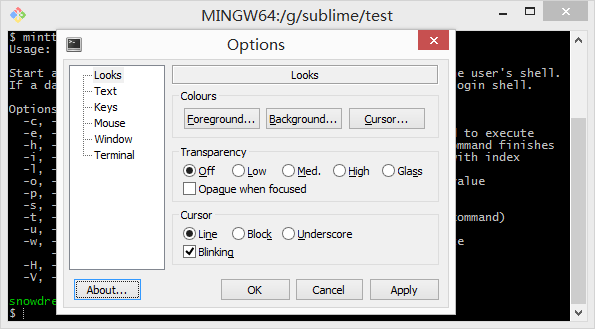 MINGW64:/g/sublime/test
$ mintt
Usage:
Start a
e user's shell.
If a da
ogin shell.
Options
-c, -
-e, -
d to execute
-h, -
ommand finishes
-i, -
with index
-l, -
-o, -
alue
-p, -
-s, -
-t, -
command)
-u, -
-w, -
e
-H, -
-V, -
snowdre
$
Options
Looks
Text
Keys
Mouse
Window
Terminal
Looks
Colours
Foreground...
Background...
Cursor...
Transparency
Off Low Med. High Glass
Opaque when focused
Cursor
Line Block Underscore
Blinking
About...
OK
Cancel
Apply